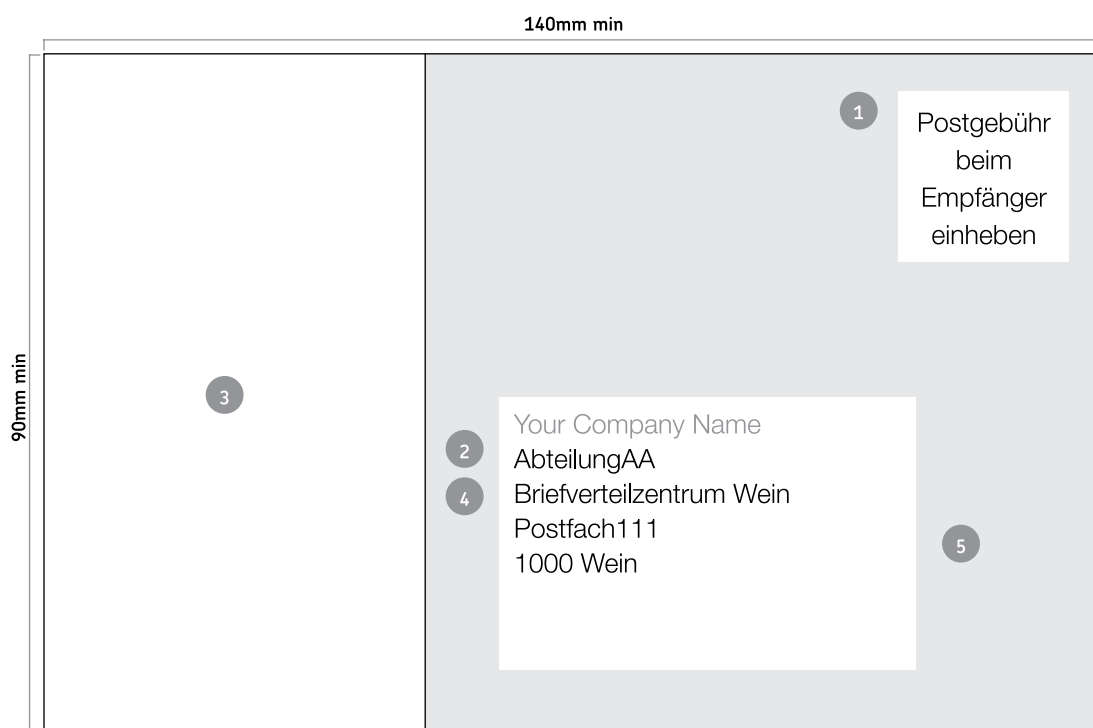 140mm min
1
Postgebühr
beim
Empfänger
einheben
90mm min
3
Your Company Name
2
AbteilungAA
4
Briefverteilzentrum Wein
Postfach111
5
1000 Wein